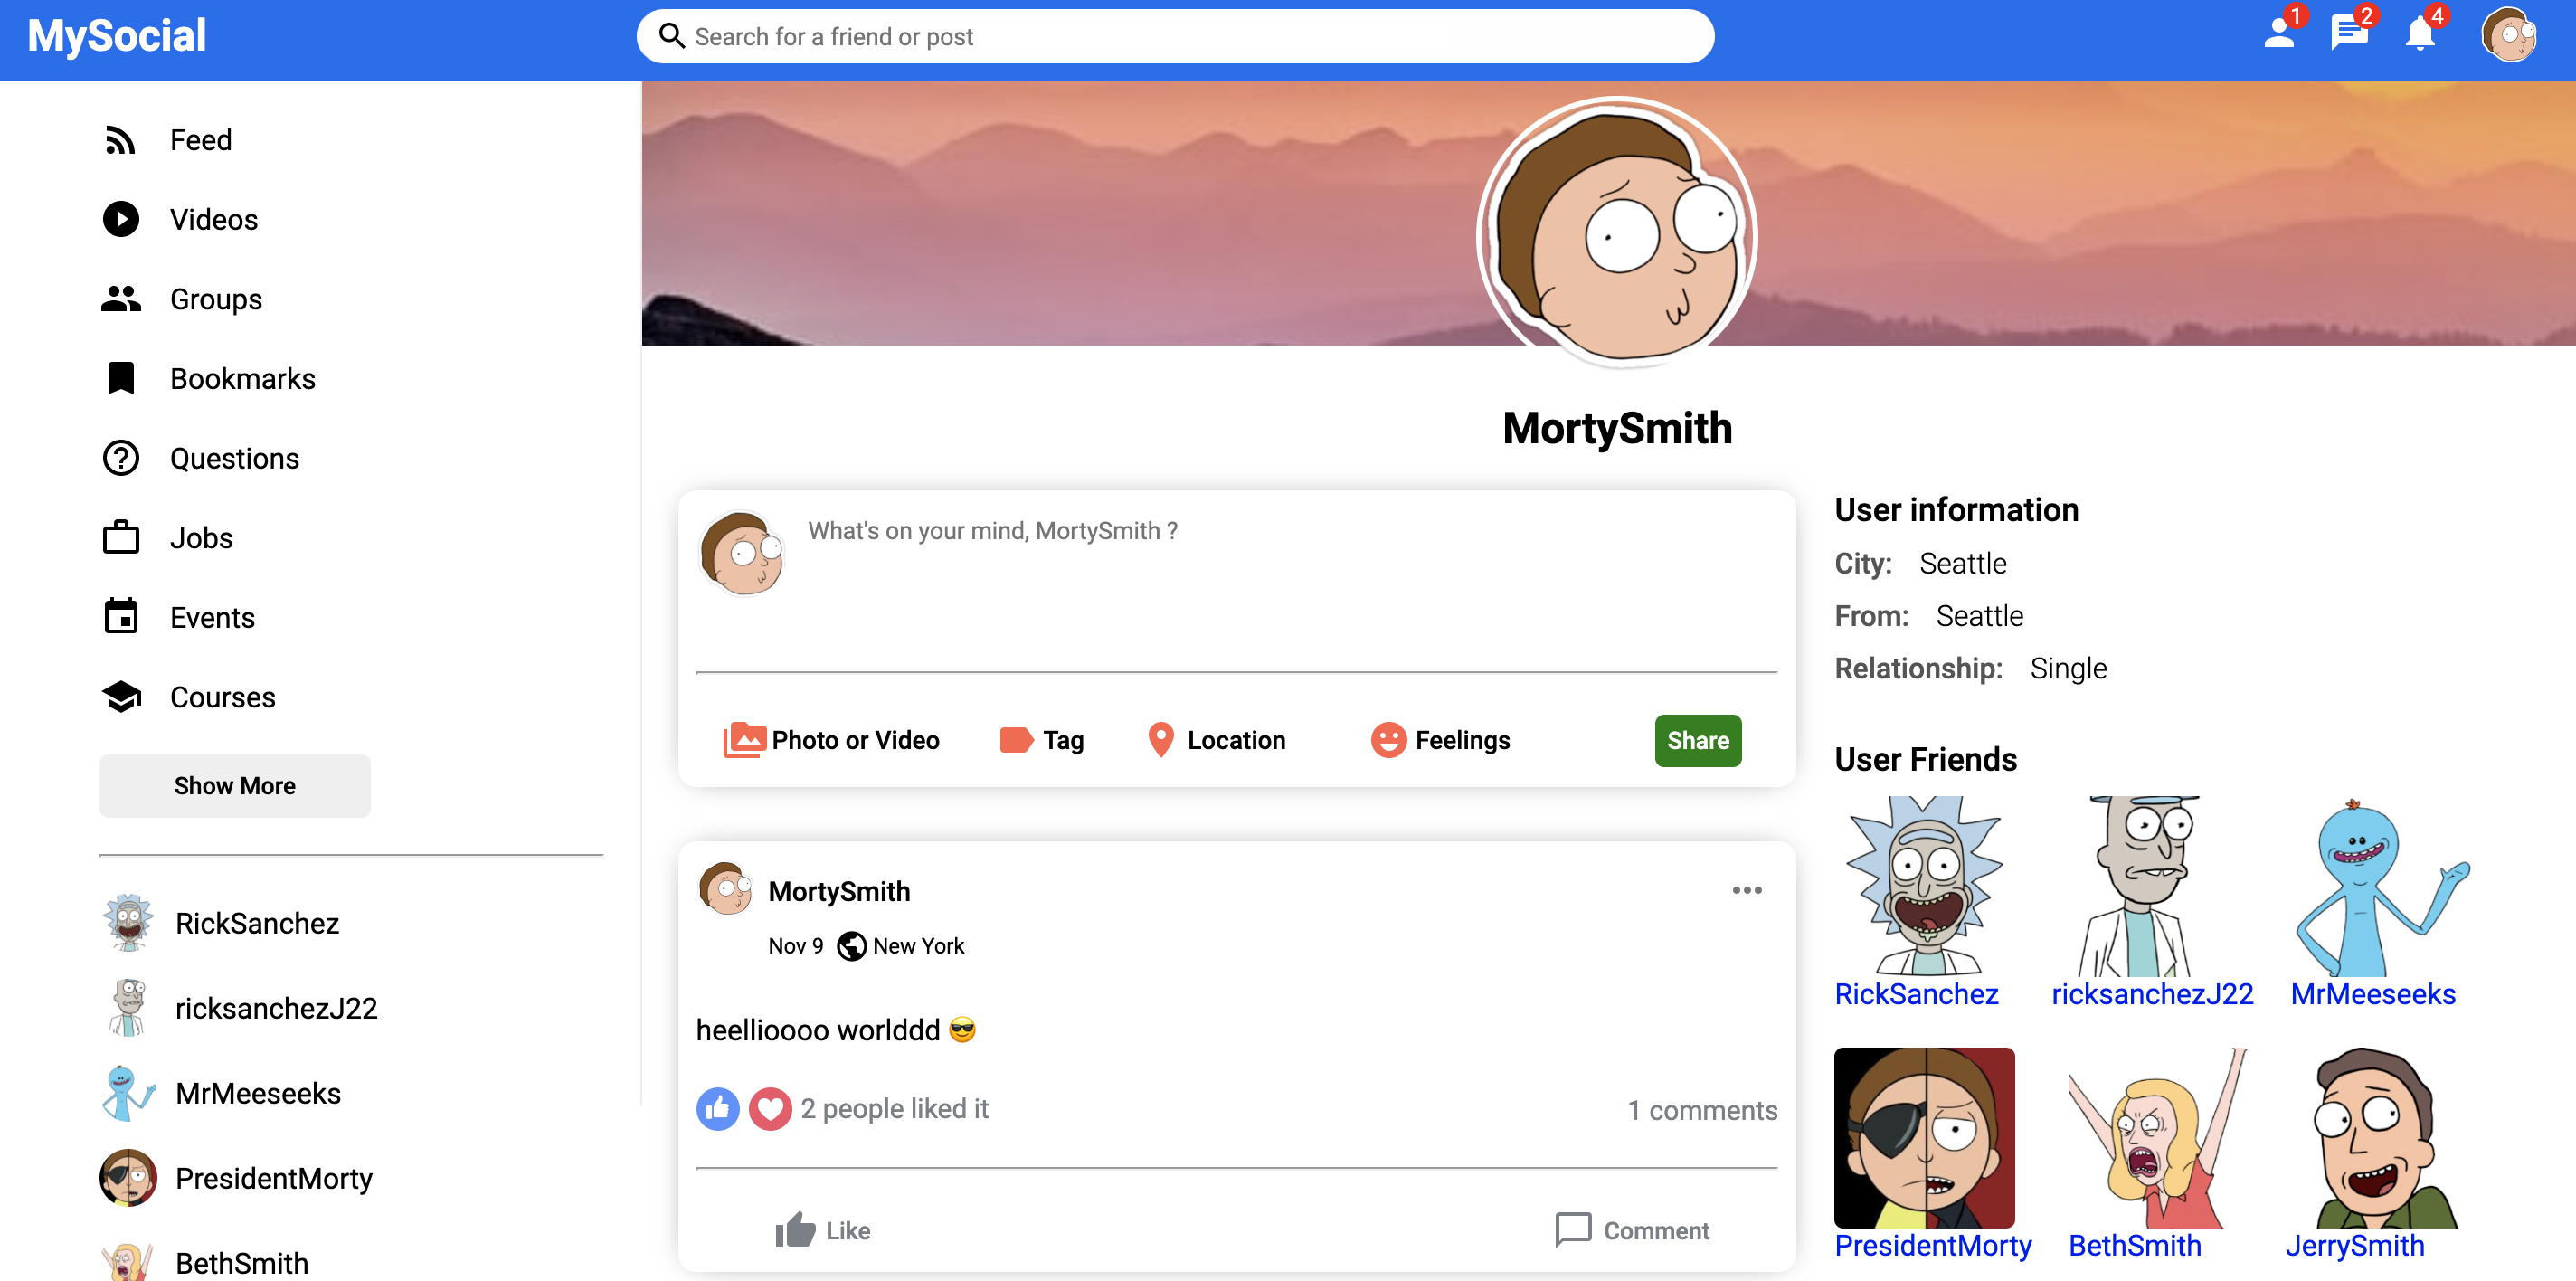 MySocial
Search for a friend or post
1
2
4
Feed
Videos
Groups
Bookmarks
Questions
Jobs
Events
Courses
Show More
RickSanchez
ricksanchezJ22
MrMeeseeks
PresidentMorty
BethSmith
MortySmith
What's on your mind, MortySmith ?
Photo or Video
Tag
Location
Feelings
Share
MortySmith
Nov 9 New York
heellioooo worlddd 😎
2 people liked it
1 comments
Like
Comment
User information
City: Seattle
From: Seattle
Relationship: Single
User Friends
RickSanchez
ricksanchezJ22
MrMeeseeks
PresidentMorty
BethSmith
JerrySmith